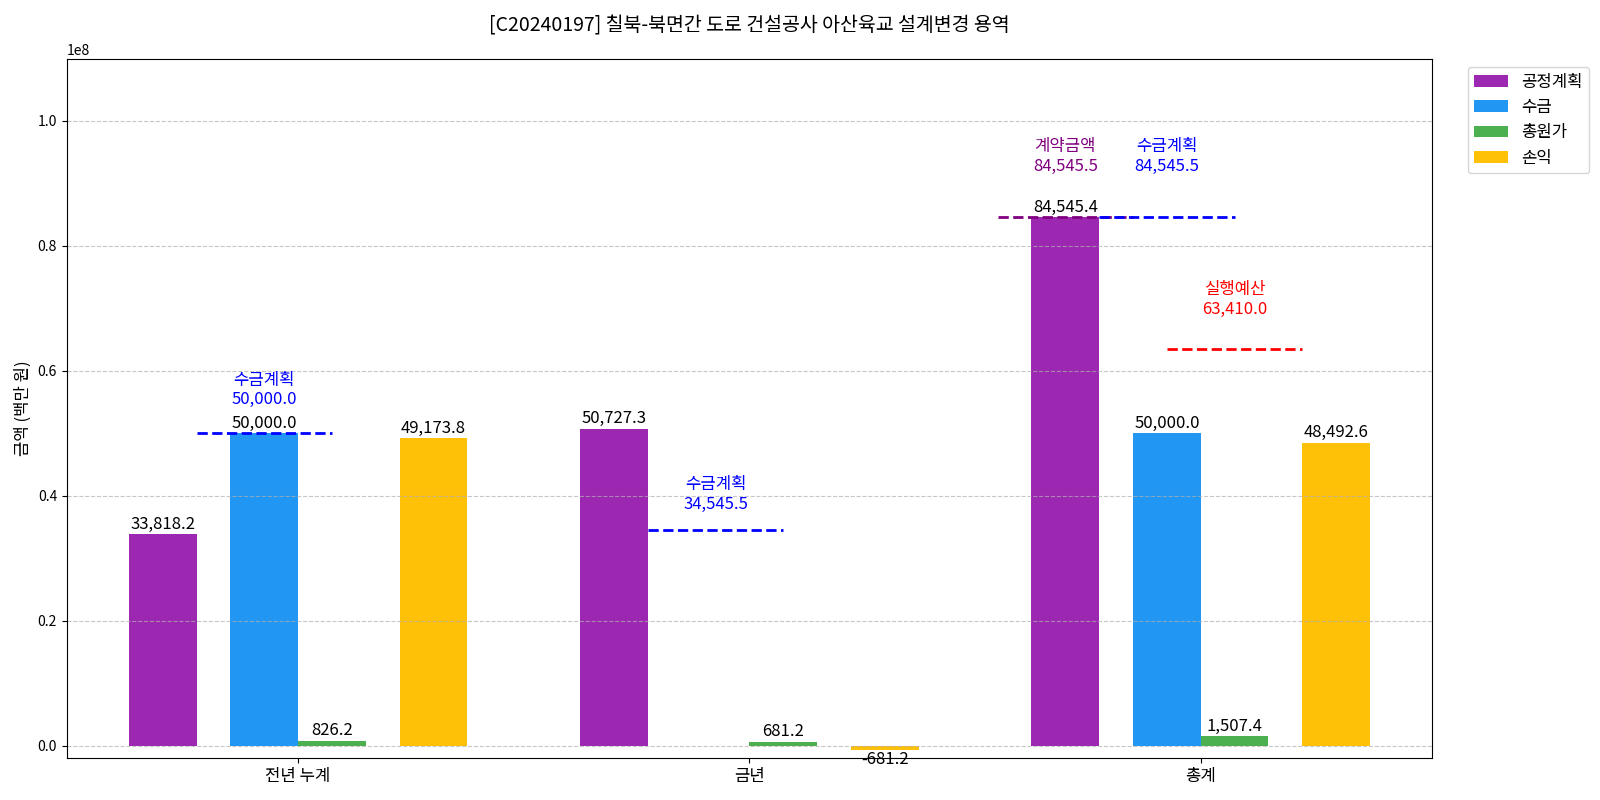 [C20240197] 칠북-북면간 도로 건설공사 아산육교 설계변경 용역
1e8
금액 (백만 원)
1.0
0.8
0.6
0.4
0.2
0.0
33,818.2
수금계획
50,000.0
50,000.0
826.2
49,173.8
50,727.3
수금계획
34,545.5
681.2
-681.2
계약금액
84,545.5
수금계획
84,545.5
84,545.4
실행예산
63,410.0
50,000.0
1,507.4
48,492.6
전년 누계
금년
총계
공정계획
수금
총원가
손익